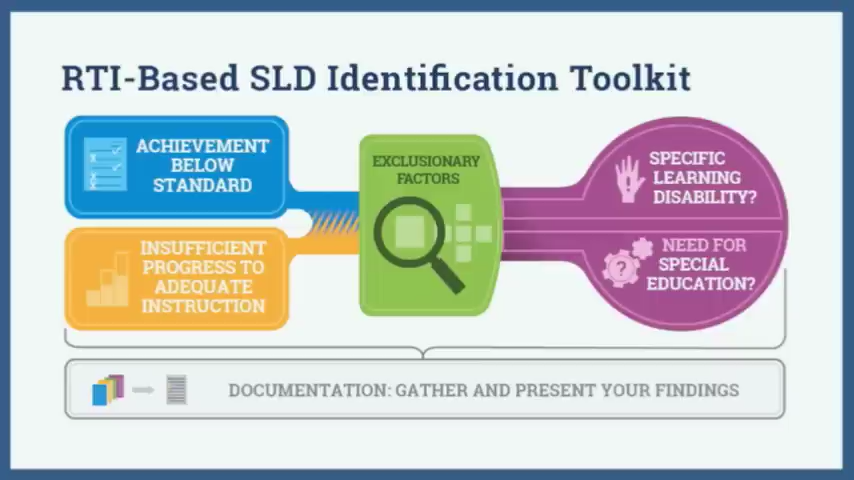 RTI-Based SLD Identification Toolkit
ACHIEVEMENT
BELOW
STANDARD
INSUFFICIENT
PROGRESS TO
ADEQUATE
INSTRUCTION
EXCLUSIONARY
FACTORS
SPECIFIC
LEARNING
DISABILITY?
NEED FOR
SPECIAL
EDUCATION?
DOCUMENTATION: GATHER AND PRESENT YOUR FINDINGS